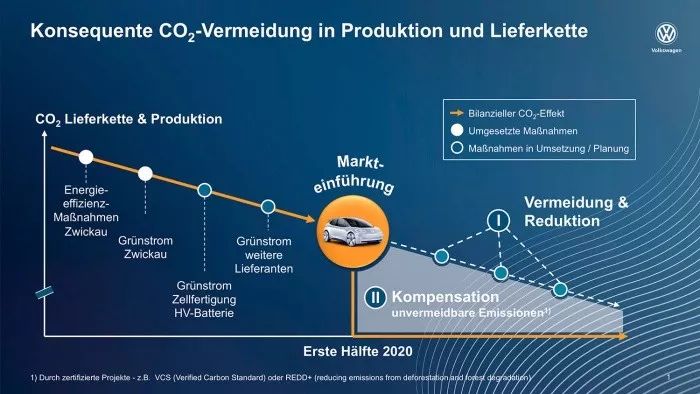 Konsequente CO₂-Vermeidung in Produktion und Lieferkette
Volkswagen
CO₂ Lieferkette & Produktion
Bilanzieller CO₂-Effekt
Umgesetzte Maßnahmen
Maßnahmen in Umsetzung / Planung
Energie-
effizienz-
Maßnahmen
Zwickau
Grünstrom
Zwickau
Grünstrom
Zellfertigung
HV-Batterie
Grünstrom
weitere
Lieferanten
Markt-
einführung
Vermeidung &
Reduktion
I
II
Kompensation
unvermeidbare Emissionen¹⁾
Erste Hälfte 2020
1) Durch zertifizierte Projekte - z.B. VCS (Verified Carbon Standard) oder REDD+ (reducing emissions from deforestation and forest degradation)
1